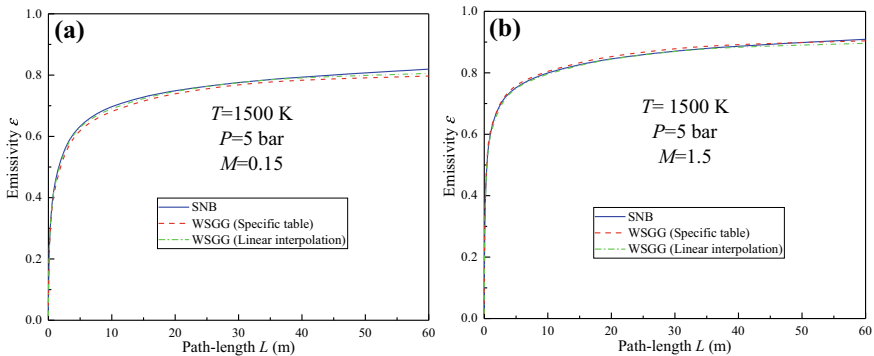 (a)
1.0
0.8
0.6
0.4
0.2
0.0
Emissivity ε
T=1500 K
P=5 bar
M=0.15
SNB
WSGG (Specific table)
WSGG (Linear interpolation)
0 10 20 30 40 50 60
Path-length L (m)
(b)
1.0
0.8
0.6
0.4
0.2
0.0
Emissivity ε
T= 1500 K
P=5 bar
M=1.5
SNB
WSGG (Specific table)
WSGG (Linear interpolation)
0 10 20 30 40 50 60
Path-length L (m)